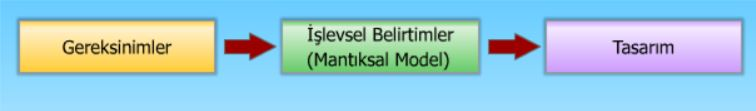 Gereksinimler
İşlevsel Belirtimler
(Mantıksal Model)
Tasarım